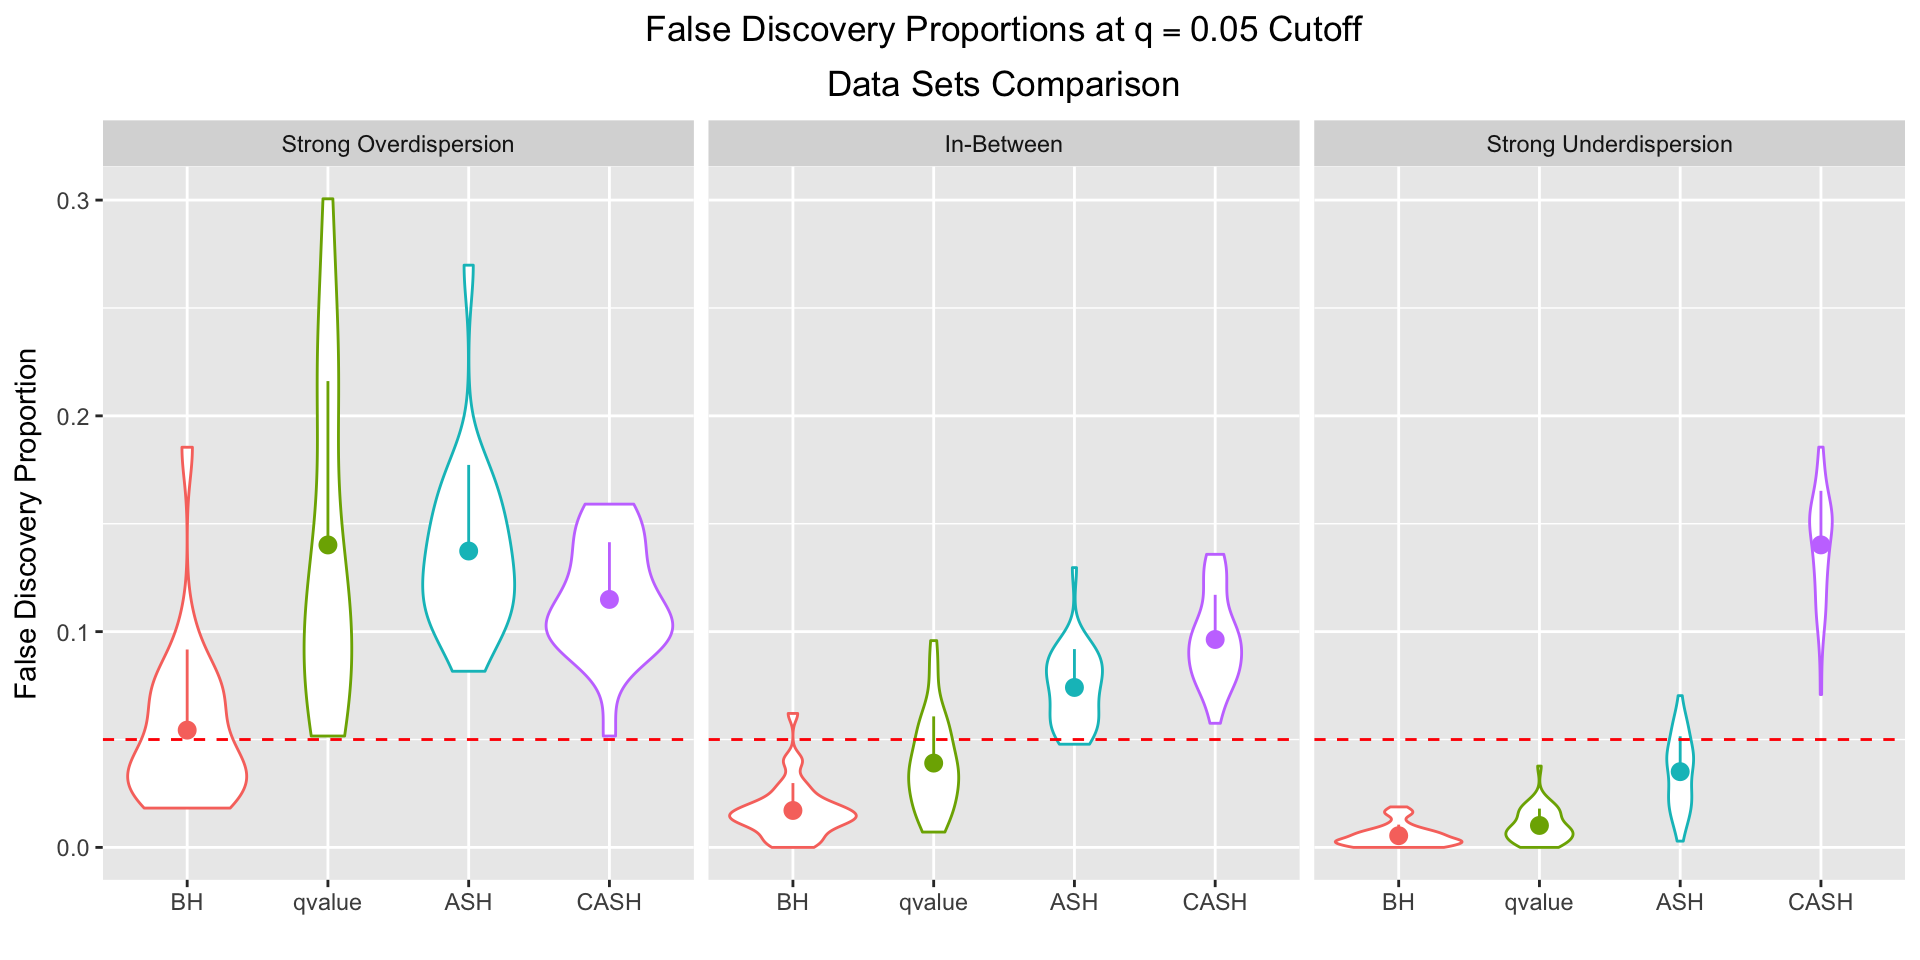 False Discovery Proportions at q = 0.05 Cutoff
Data Sets Comparison
Strong Overdispersion
In-Between
Strong Underdispersion
False Discovery Proportion
0.3
0.2
0.1
0.0
BH qvalue ASH CASH
BH qvalue ASH CASH
BH qvalue ASH CASH